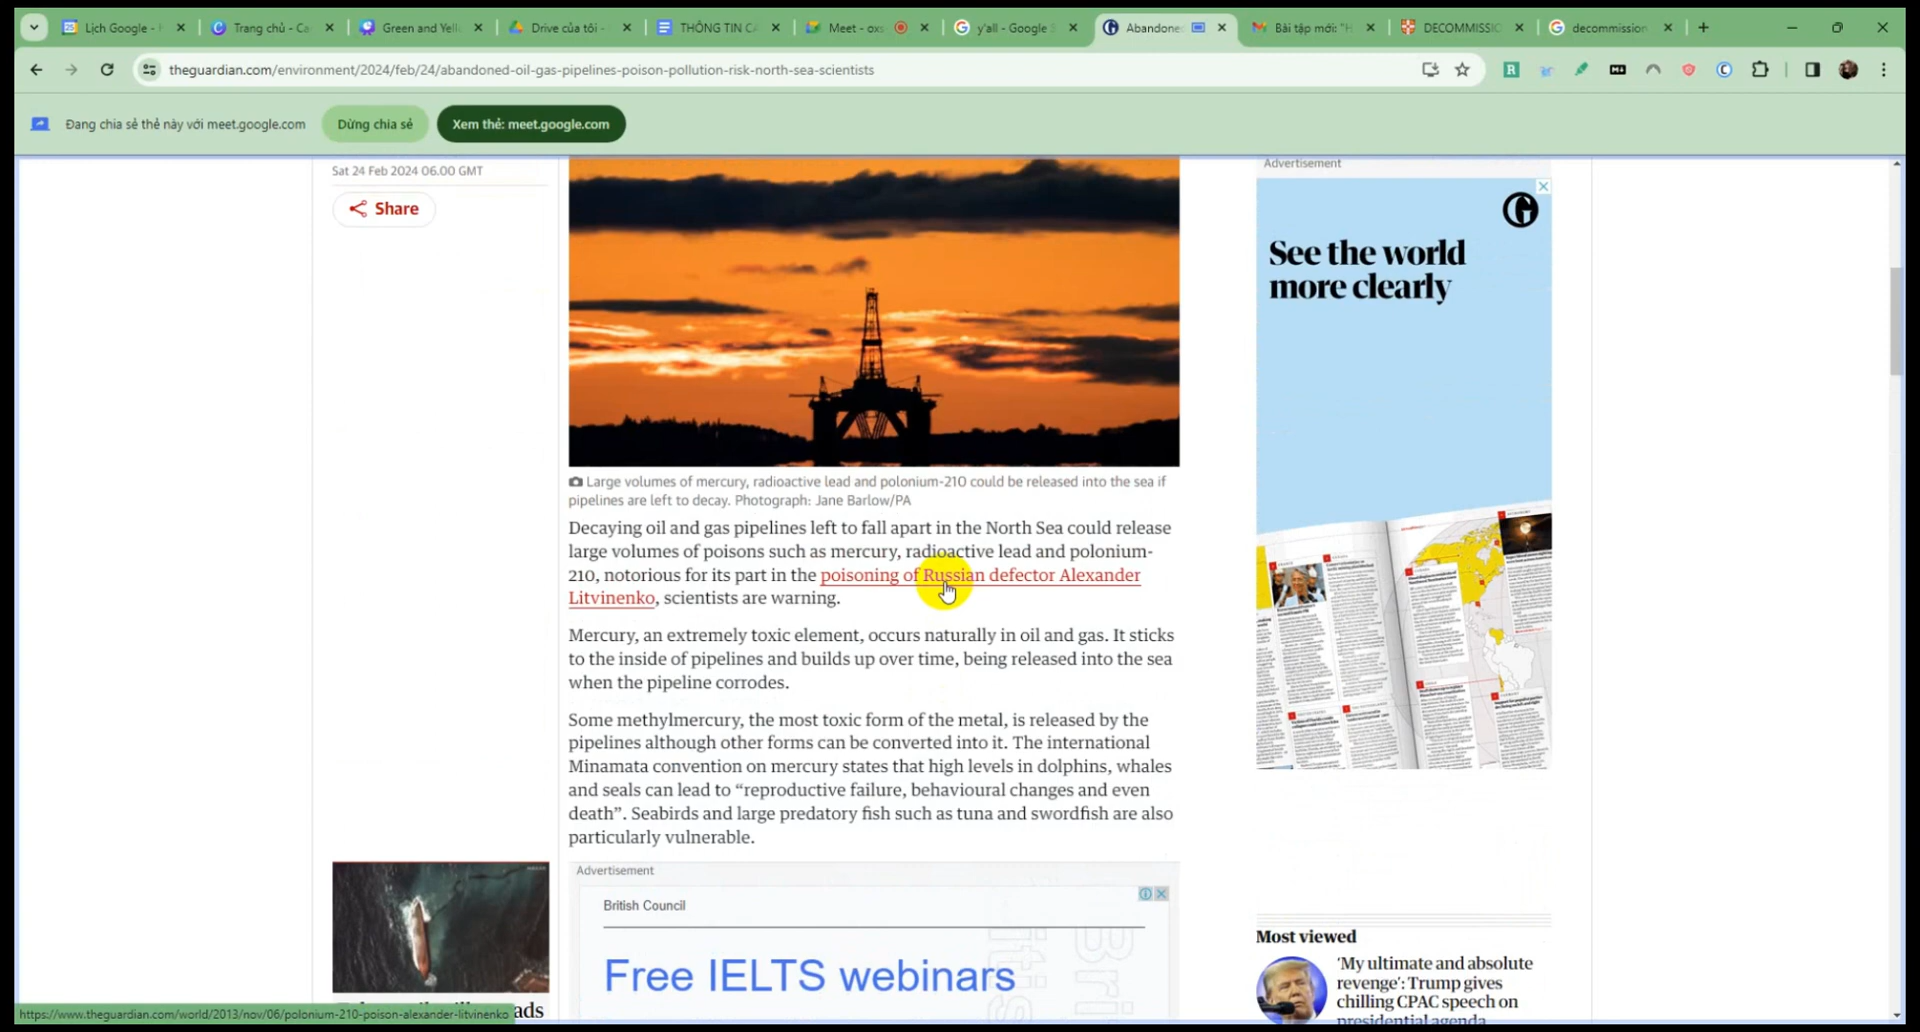 Lịch Google -
Trang chủ - Ca
Green and Yell
Drive của tôi -
THÔNG TIN CÁ
Meet - oxs
y'all - Google S
Abandoned
Bài tập mới: "H
DECOMMISSIO
decommission
theguardian.com/environment/2024/feb/24/abandoned-oil-gas-pipelines-poison-pollution-risk-north-sea-scientists
Đang chia sẻ thẻ này với meet.google.com
Dừng chia sẻ
Xem thẻ: meet.google.com
Sat 24 Feb 2024 06.00 GMT
Share
Large volumes of mercury, radioactive lead and polonium-210 could be released into the sea if
pipelines are left to decay. Photograph: Jane Barlow/PA
Decaying oil and gas pipelines left to fall apart in the North Sea could release
large volumes of poisons such as mercury, radioactive lead and polonium-
210, notorious for its part in the poisoning of Russian defector Alexander
Litvinenko, scientists are warning.
Mercury, an extremely toxic element, occurs naturally in oil and gas. It sticks
to the inside of pipelines and builds up over time, being released into the sea
when the pipeline corrodes.
Some methylmercury, the most toxic form of the metal, is released by the
pipelines although other forms can be converted into it. The international
Minamata convention on mercury states that high levels in dolphins, whales
and seals can lead to “reproductive failure, behavioural changes and even
death”. Seabirds and large predatory fish such as tuna and swordfish are also
particularly vulnerable.
Advertisement
British Council
Free IELTS webinars
Advertisement
See the world
more clearly
Most viewed
‘My ultimate and absolute
revenge’: Trump gives
chilling CPAC speech on
presidential agenda
ads
https://www.theguardian.com/world/2013/nov/06/polonium-210-poison-alexander-litvinenko